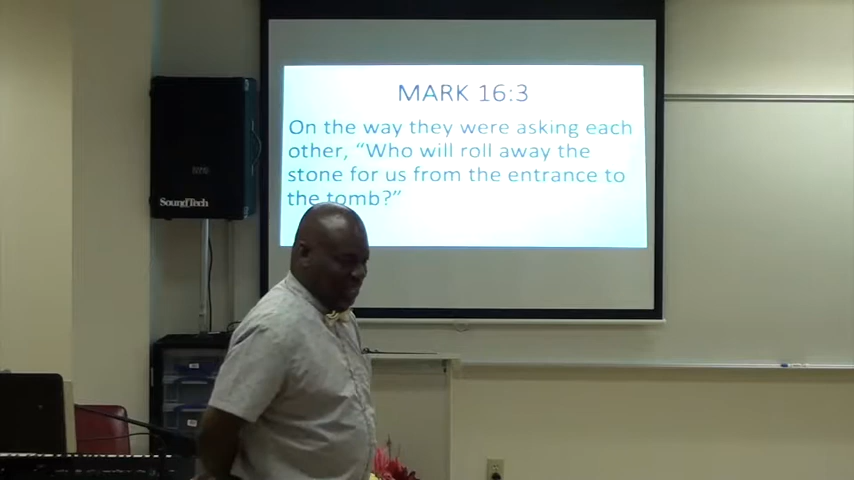 MARK 16:3
On the way they were asking each
other, “Who will roll away the
stone for us from the entrance to
the tomb?”
SoundTech